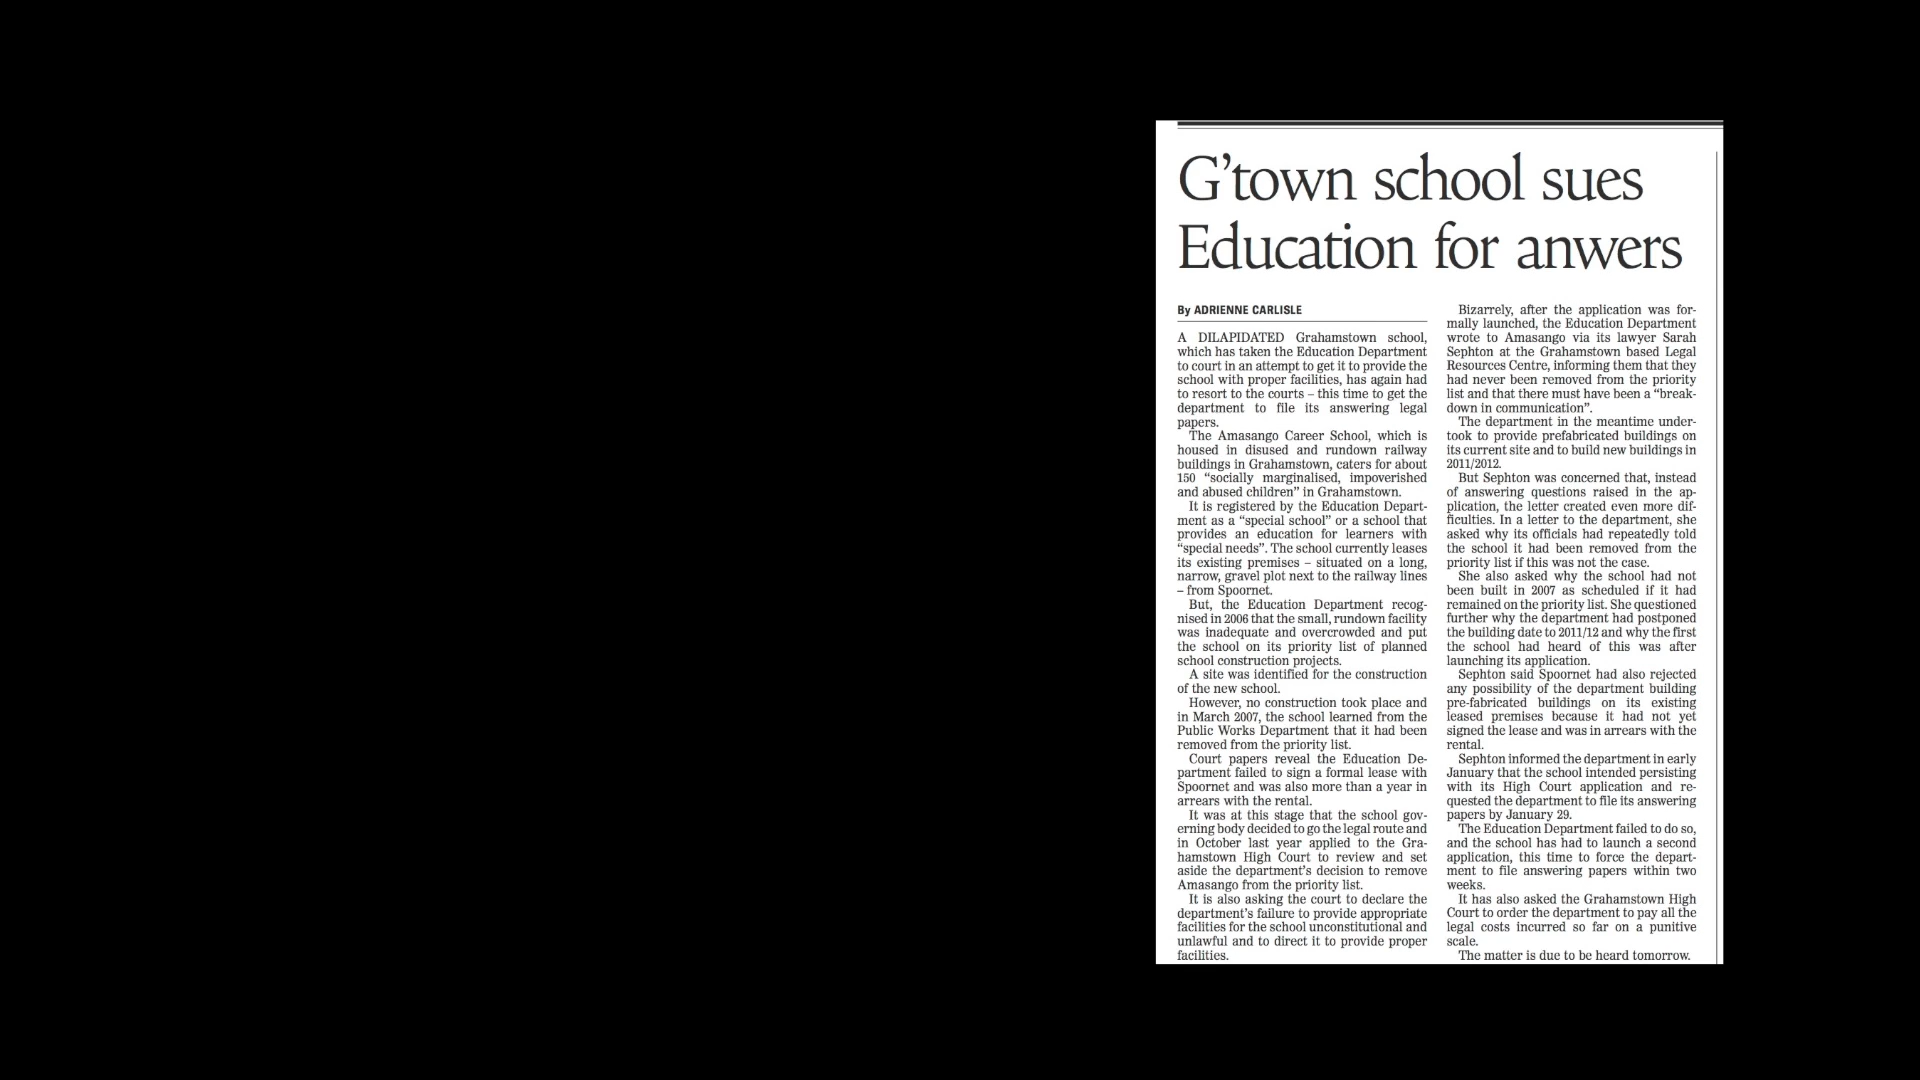 G’town school sues
Education for anwers
By ADRIENNE CARLISLE
A DILAPIDATED Grahamstown school,
which has taken the Education Department
to court in an attempt to get it to provide the
school with proper facilities, has again had
to resort to the courts – this time to get the
department to file its answering legal
papers.
The Amasango Career School, which is
housed in disused and rundown railway
buildings in Grahamstown, caters for about
150 “socially marginalised, impoverished
and abused children” in Grahamstown.
It is registered by the Education Depart-
ment as a “special school” or a school that
provides an education for learners with
“special needs”. The school currently leases
its existing premises – situated on a long,
narrow, gravel plot next to the railway lines
– from Spoornet.
But, the Education Department recog-
nised in 2006 that the small, rundown facility
was inadequate and overcrowded and put
the school on its priority list of planned
school construction projects.
A site was identified for the construction
of the new school.
However, no construction took place and
in March 2007, the school learned from the
Public Works Department that it had been
removed from the priority list.
Court papers reveal the Education De-
partment failed to sign a formal lease with
Spoornet and was also more than a year in
arrears with the rental.
It was at this stage that the school gov-
erning body decided to go the legal route and
in October last year applied to the Gra-
hamstown High Court to review and set
aside the department’s decision to remove
Amasango from the priority list.
It is also asking the court to declare the
department’s failure to provide appropriate
facilities for the school unconstitutional and
unlawful and to direct it to provide proper
facilities.
Bizarrely, after the application was for-
mally launched, the Education Department
wrote to Amasango via its lawyer Sarah
Sephton at the Grahamstown based Legal
Resources Centre, informing them that they
had never been removed from the priority
list and that there must have been a “break-
down in communication”.
The department in the meantime under-
took to provide prefabricated buildings on
its current site and to build new buildings in
2011/2012.
But Sephton was concerned that, instead
of answering questions raised in the ap-
plication, the letter created even more dif-
ficulties. In a letter to the department, she
asked why its officials had repeatedly told
the school it had been removed from the
priority list if this was not the case.
She also asked why the school had not
been built in 2007 as scheduled if it had
remained on the priority list. She questioned
further why the department had postponed
the building date to 2011/12 and why the first
the school had heard of this was after
launching its application.
Sephton said Spoornet had also rejected
any possibility of the department building
pre-fabricated buildings on its existing
leased premises because it had not yet
signed the lease and was in arrears with the
rental.
Sephton informed the department in early
January that the school intended persisting
with its High Court application and re-
quested the department to file its answering
papers by January 29.
The Education Department failed to do so,
and the school has had to launch a second
application, this time to force the depart-
ment to file answering papers within two
weeks.
It has also asked the Grahamstown High
Court to order the department to pay all the
legal costs incurred so far on a punitive
scale.
The matter is due to be heard tomorrow.